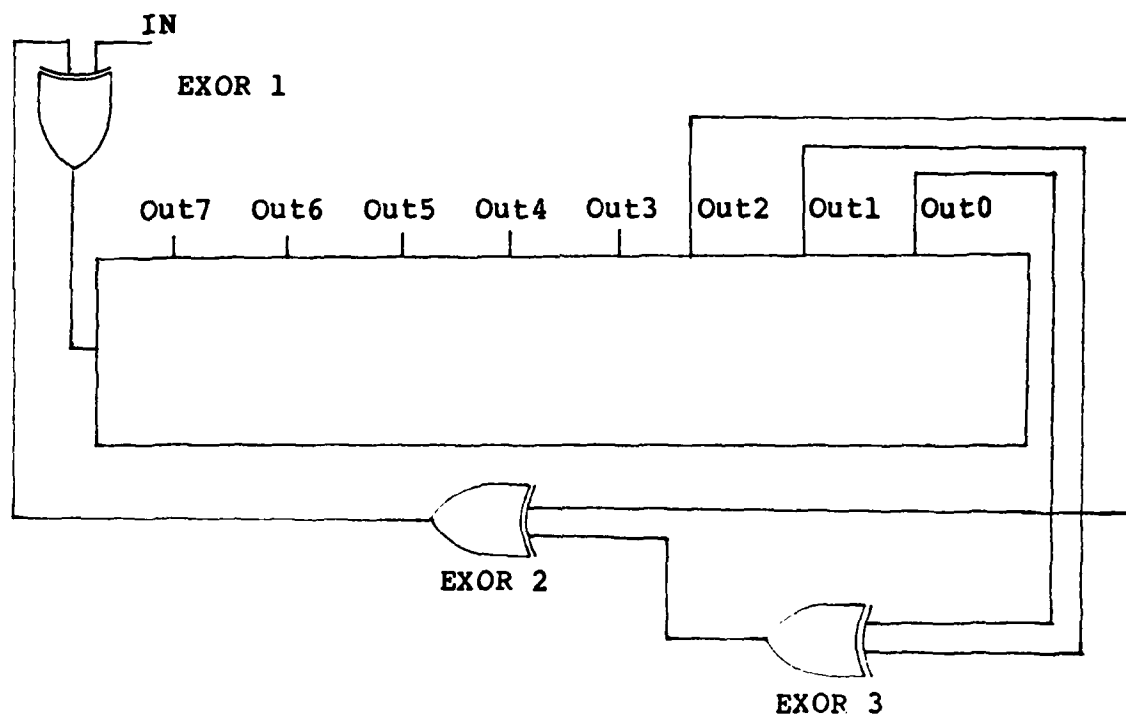 IN
EXOR 1
Out7 Out6 Out5 Out4 Out3 Out2 Out1 Out0
EXOR 2
EXOR 3